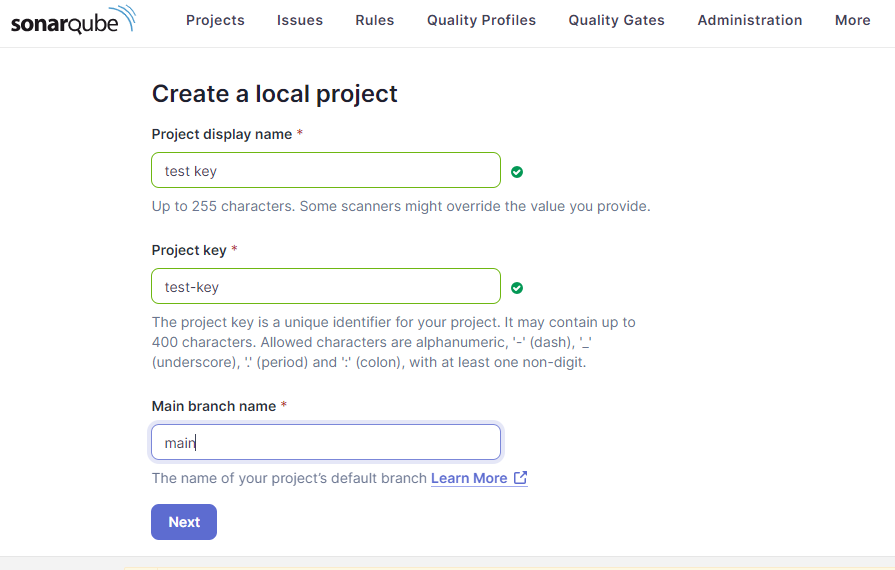 sonarqube Projects Issues Rules Quality Profiles Quality Gates Administration More
Create a local project
Project display name *
test key
Up to 255 characters. Some scanners might override the value you provide.
Project key *
test-key
The project key is a unique identifier for your project. It may contain up to
400 characters. Allowed characters are alphanumeric, '-' (dash), '_'
(underscore), '.' (period) and ':' (colon), with at least one non-digit.
Main branch name *
main
The name of your project’s default branch Learn More
Next